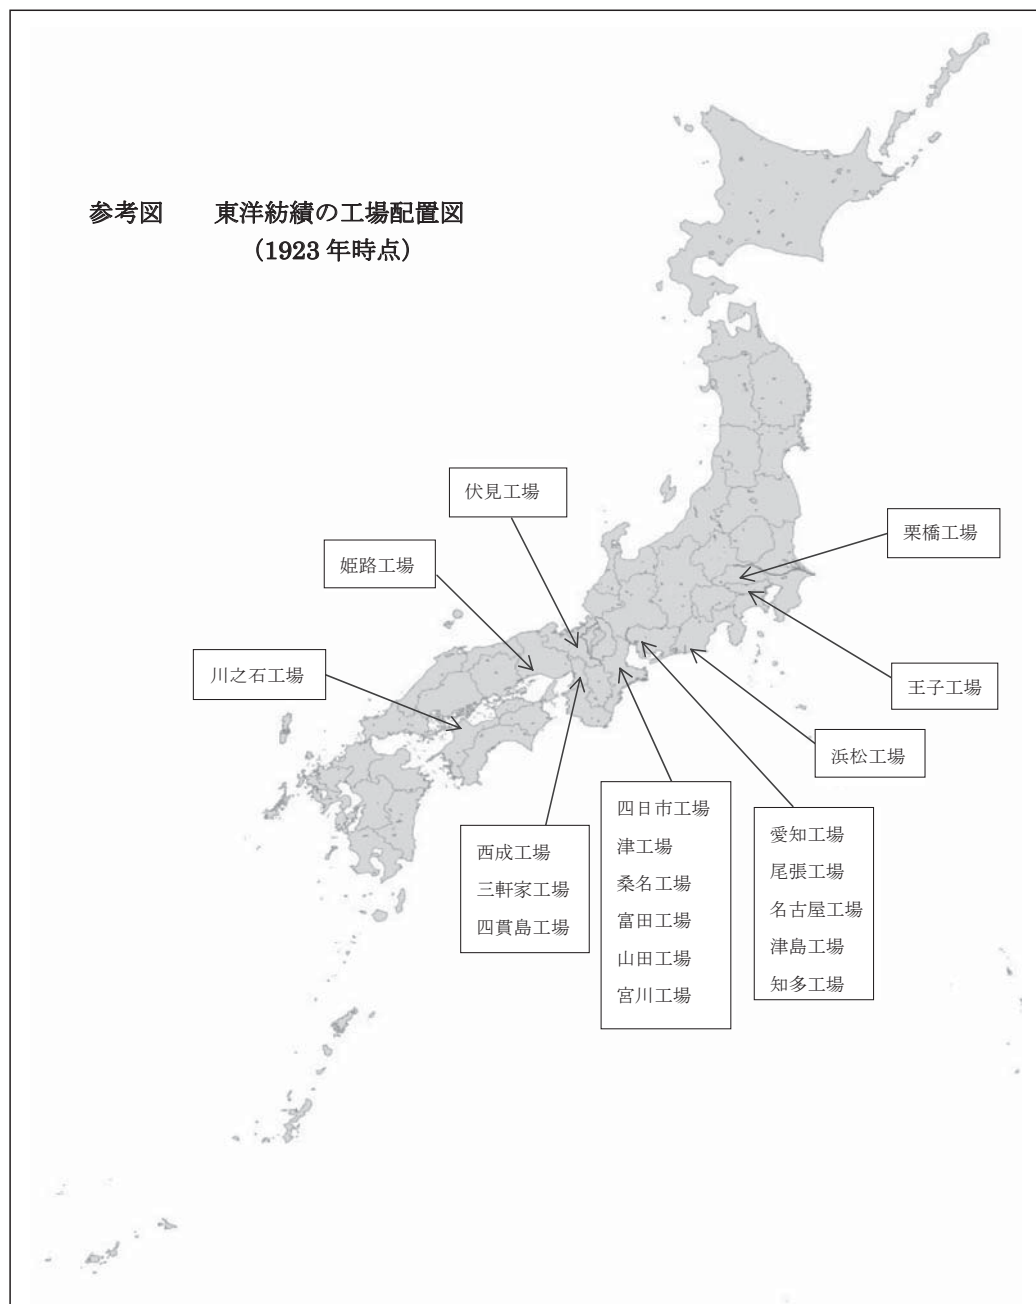 参考図 東洋紡績の工場配置図
（1923 年時点）
伏見工場
栗橋工場
姫路工場
川之石工場
王子工場
浜松工場
西成工場
三軒家工場
四貫島工場
四日市工場
津工場
桑名工場
富田工場
山田工場
宮川工場
愛知工場
尾張工場
名古屋工場
津島工場
知多工場